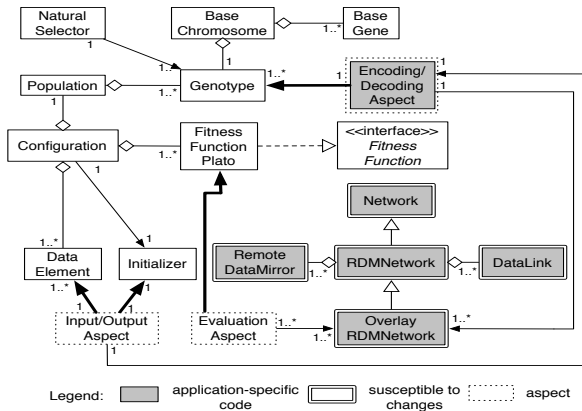 Natural
Selector
Base
Chromosome
Base
Gene
1
1..*
1
1..*
1..*
1
1..*
1
1
1
Population
1
1..*
Genotype
Encoding/
Decoding
Aspect
Configuration
1
1..*
Fitness
Function
Plato
<<interface>>
Fitness
Function
Network
1..*
Data
Element
1..*
1
Initializer
1
1
1
Remote
DataMirror
1..*
RDMNetwork
1..*
DataLink
Input/Output
Aspect
1
Evaluation
Aspect
1..*
1..*
Overlay
RDMNetwork
1..*
Legend:
application-specific
code
susceptible to
changes
aspect